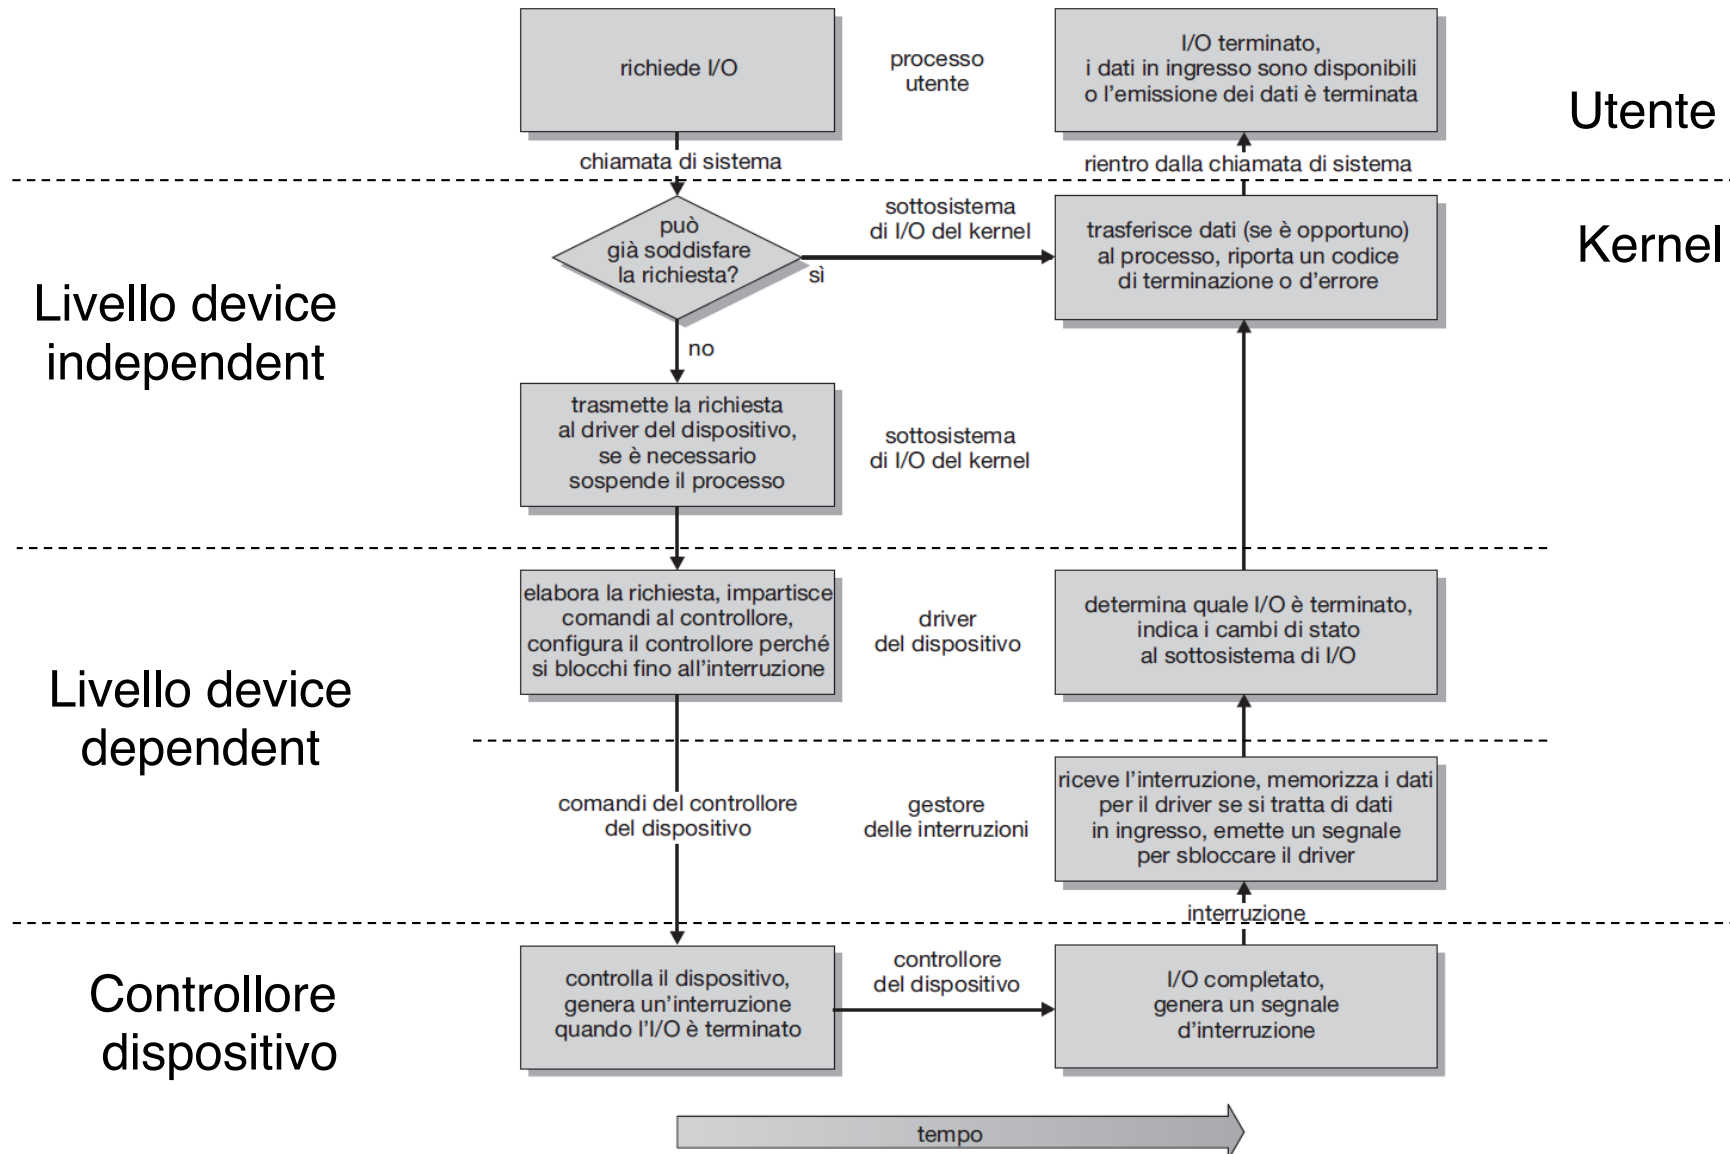 richiede I/O
processo
utente
I/O terminato,
i dati in ingresso sono disponibili
o l'emissione dei dati è terminata
Utente
chiamata di sistema
rientro dalla chiamata di sistema
può
già soddisfare
la richiesta?
sottosistema
di I/O del kernel
sì
trasferisce dati (se è opportuno)
al processo, riporta un codice
di terminazione o d'errore
Kernel
Livello device
independent
no
trasmette la richiesta
al driver del dispositivo,
se è necessario
sospende il processo
sottosistema
di I/O del kernel
elabora la richiesta, impartisce
comandi al controllore,
configura il controllore perché
si blocchi fino all'interruzione
driver
del dispositivo
determina quale I/O è terminato,
indica i cambi di stato
al sottosistema di I/O
Livello device
dependent
comandi del controllore
del dispositivo
gestore
delle interruzioni
riceve l'interruzione, memorizza i dati
per il driver se si tratta di dati
in ingresso, emette un segnale
per sbloccare il driver
interruzione
Controllore
dispositivo
controlla il dispositivo,
genera un'interruzione
quando l'I/O è terminato
controllore
del dispositivo
I/O completato,
genera un segnale
d'interruzione
tempo